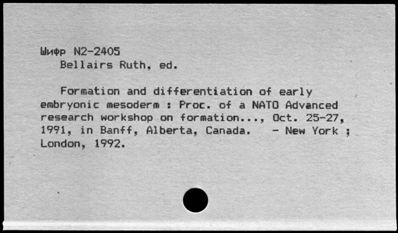 Шифр N2-2405
Bellairs Ruth, ed.
Formation and differentiation of early
embryonic mesoderm : Proc. of a NATO Advanced
research workshop on formation..., Oct. 25-27,
1991, in Banff, Alberta, Canada. - New York ;
London, 1992.